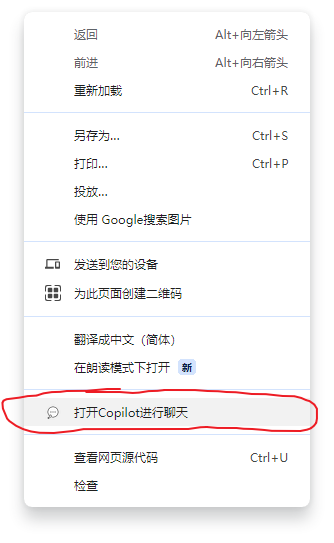 返回 Alt+向左箭头
前进 Alt+向右箭头
重新加载 Ctrl+R
另存为... Ctrl+S
打印... Ctrl+P
投放...
使用 Google搜索图片
发送到您的设备
为此页面创建二维码
翻译成中文（简体）
在朗读模式下打开 新
打开Copilot进行聊天
查看网页源代码 Ctrl+U
检查